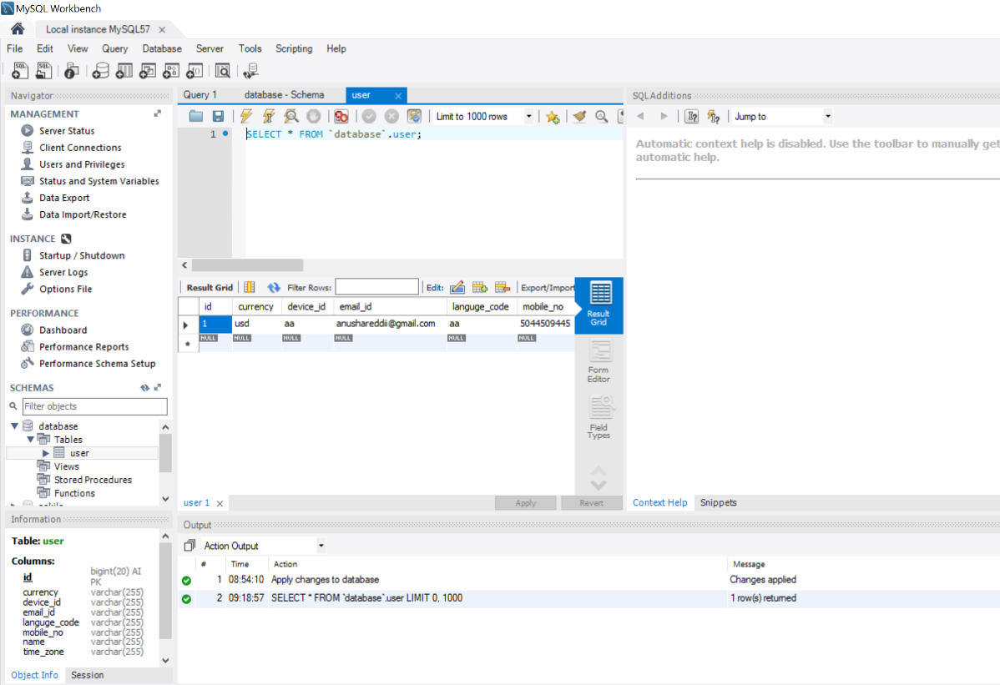 MySQL Workbench
Local instance MySQL57
File Edit View Query Database Server Tools Scripting Help
Navigator
MANAGEMENT
Server Status
Client Connections
Users and Privileges
Status and System Variables
Data Export
Data Import/Restore
INSTANCE
Startup / Shutdown
Server Logs
Options File
PERFORMANCE
Dashboard
Performance Reports
Performance Schema Setup
SCHEMAS
Filter objects
database
Tables
user
Views
Stored Procedures
Functions
Information
Table: user
Columns:
id bigint(20) AI PK
currency varchar(255)
device_id varchar(255)
email_id varchar(255)
languge_code varchar(255)
mobile_no varchar(255)
name varchar(255)
time_zone varchar(255)
Object Info Session
Query 1 database - Schema user
Limit to 1000 rows
1 SELECT * FROM `database`.user;
Result Grid Filter Rows: Edit: Export/Import
id currency device_id email_id languge_code mobile_no
1 usd aa anushareddii@gmail.com aa 5044509445
NULL NULL NULL NULL NULL NULL
Result Grid
Form Editor
Field Types
user 1 Apply Revert
SQLAdditions
Jump to
Automatic context help is disabled. Use the toolbar to manually get
automatic help.
Context Help Snippets
Output
Action Output
# Time Action Message
1 08:54:10 Apply changes to database Changes applied
2 09:18:57 SELECT * FROM `database`.user LIMIT 0, 1000 1 row(s) returned